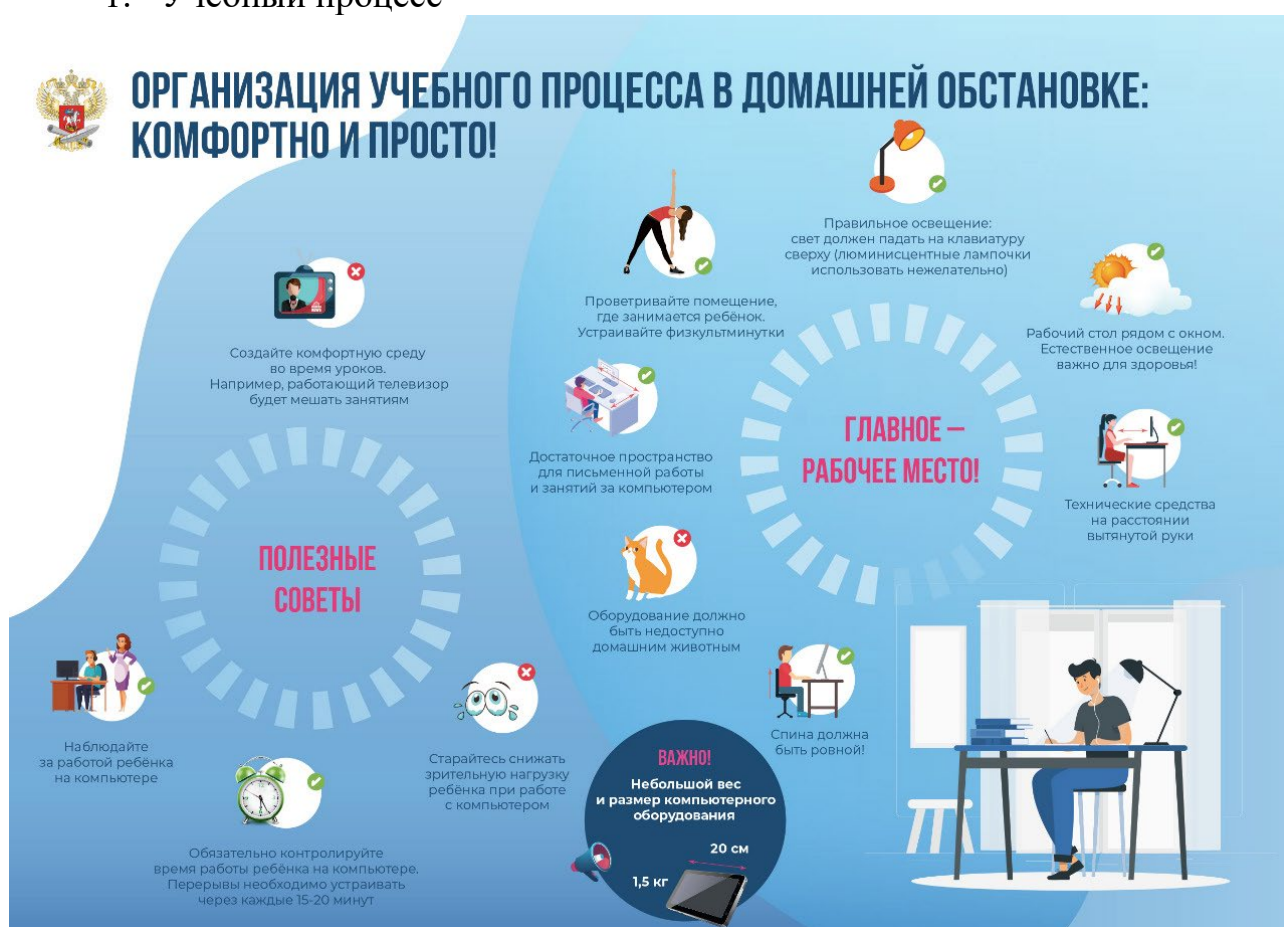 1. Учебный процесс
ОРГАНИЗАЦИЯ УЧЕБНОГО ПРОЦЕССА В ДОМАШНЕЙ ОБСТАНОВКЕ:
КОМФОРТНО И ПРОСТО!
Создайте комфортную среду
во время уроков.
Например, работающий телевизор
будет мешать занятиям
ПОЛЕЗНЫЕ
СОВЕТЫ
Наблюдайте
за работой ребёнка
на компьютере
Обязательно контролируйте
время работы ребёнка на компьютере.
Перерывы необходимо устраивать
через каждые 15-20 минут
Старайтесь снижать
зрительную нагрузку
ребёнка при работе
с компьютером
Проветривайте помещение,
где занимается ребёнок.
Устраивайте физкультминутки
Правильное освещение:
свет должен падать на клавиатуру
сверху (люминисцентные лампочки
использовать нежелательно)
Рабочий стол рядом с окном.
Естественное освещение
важно для здоровья!
Достаточное пространство
для письменной работы
и занятий за компьютером
ГЛАВНОЕ –
РАБОЧЕЕ МЕСТО!
Технические средства
на расстоянии
вытянутой руки
Оборудование должно
быть недоступно
домашним животным
Спина должна
быть ровной!
ВАЖНО!
Небольшой вес
и размер компьютерного
оборудования
20 см
1,5 кг